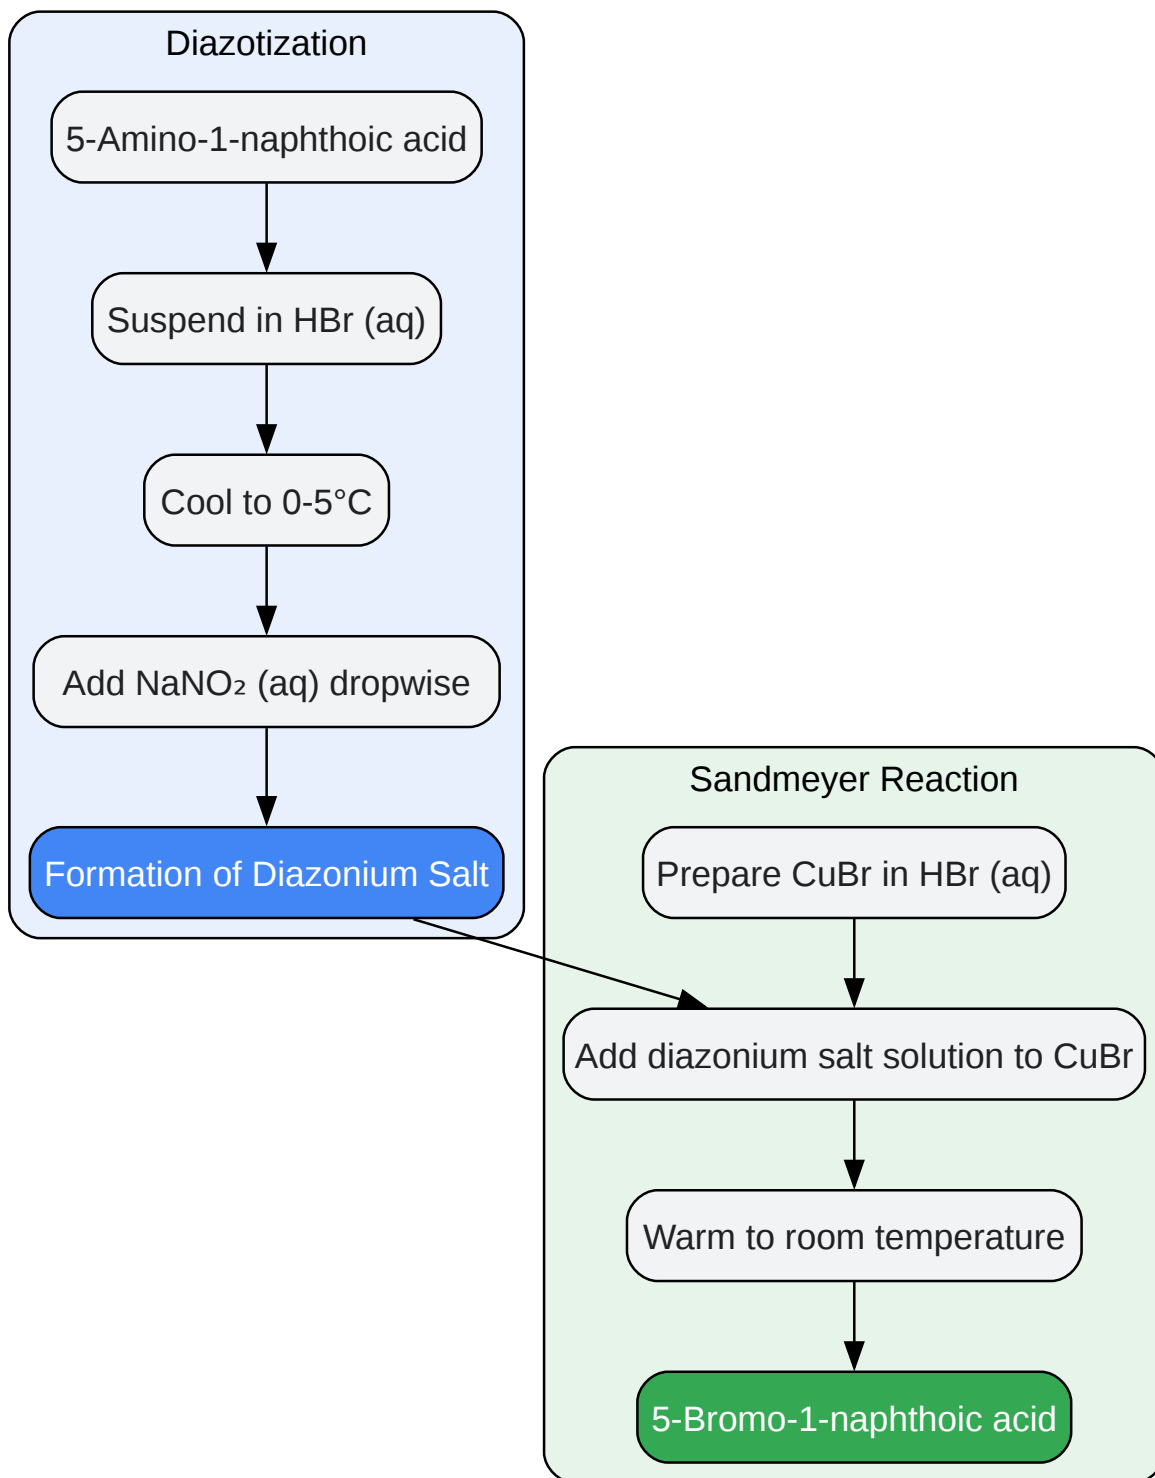 Diazotization
5-Amino-1-naphthoic acid
Suspend in HBr (aq)
Cool to 0-5°C
Add NaNO₂ (aq) dropwise
Formation of Diazonium Salt
Sandmeyer Reaction
Prepare CuBr in HBr (aq)
Add diazonium salt solution to CuBr
Warm to room temperature
5-Bromo-1-naphthoic acid